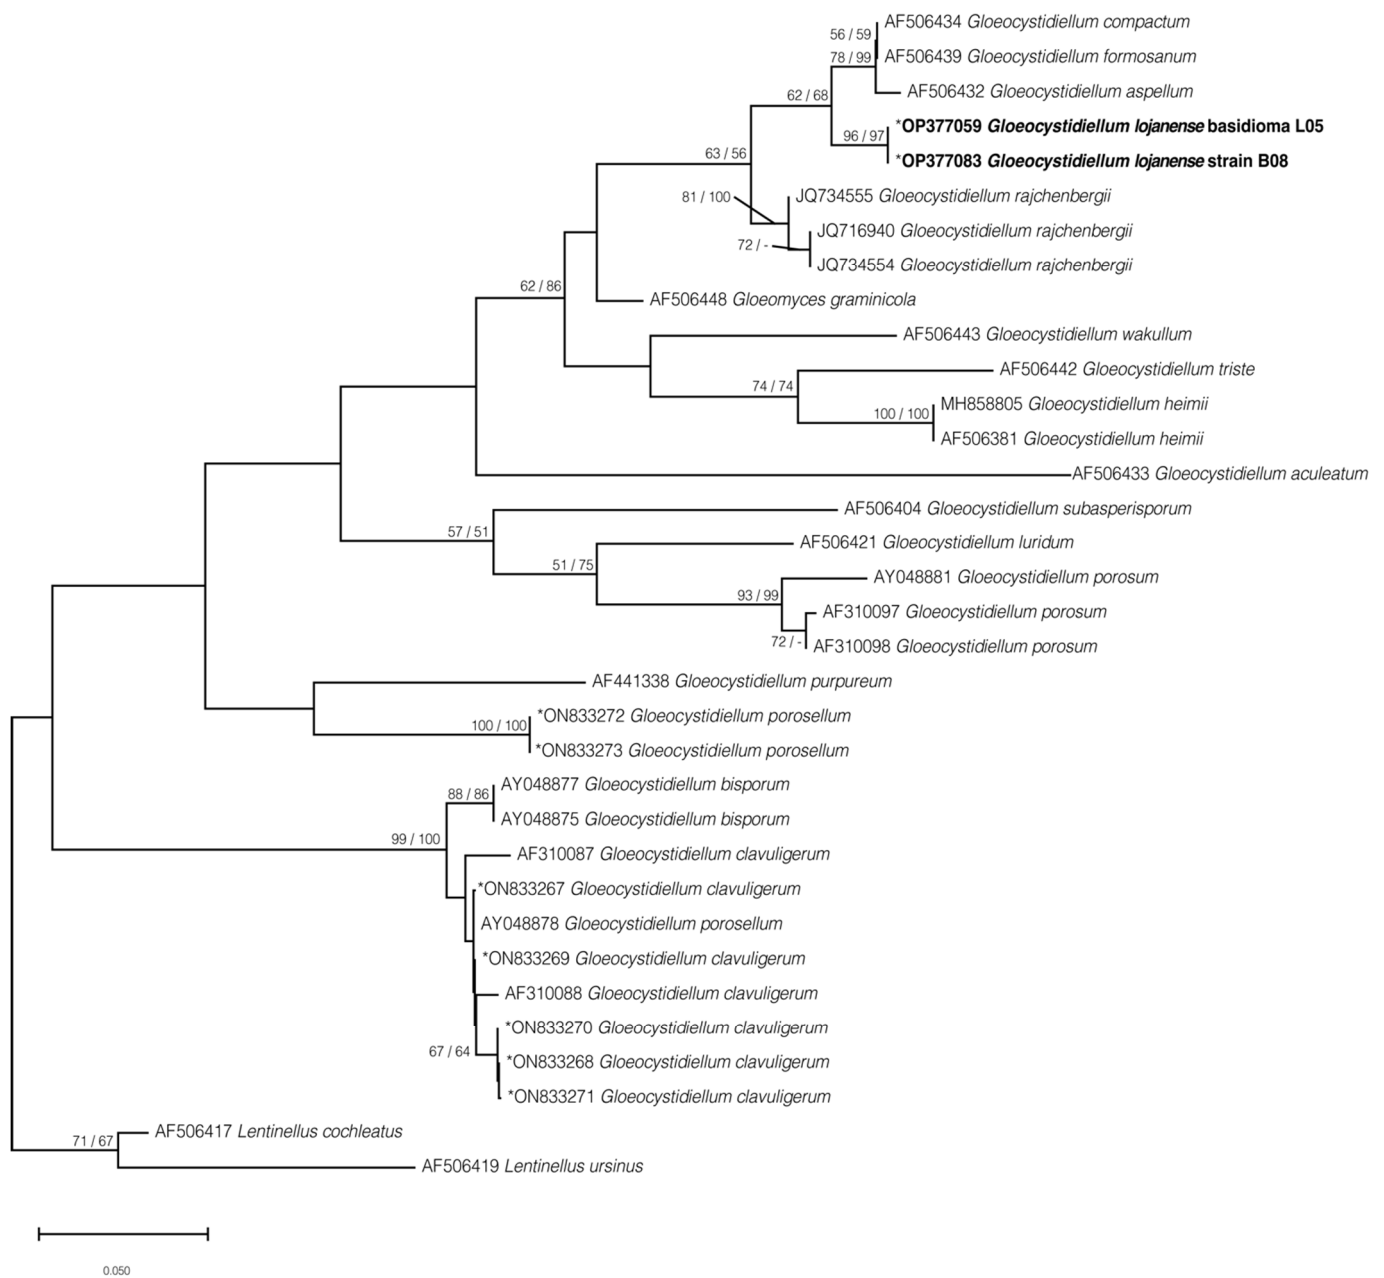 AF506434 Gloeocystidiellum compactum
56 / 59
AF506439 Gloeocystidiellum formosanum
78 / 99
AF506432 Gloeocystidiellum aspellum
62 / 68
*OP377059 Gloeocystidiellum lojanense basidioma L05
96 / 97
*OP377083 Gloeocystidiellum lojanense strain B08
63 / 56
JQ734555 Gloeocystidiellum rajchenbergii
81 / 100
JQ716940 Gloeocystidiellum rajchenbergii
72 / -
JQ734554 Gloeocystidiellum rajchenbergii
62 / 86
AF506448 Gloeomyces graminicola
AF506443 Gloeocystidiellum wakullum
AF506442 Gloeocystidiellum triste
74 / 74
MH858805 Gloeocystidiellum heimii
100 / 100
AF506381 Gloeocystidiellum heimii
AF506433 Gloeocystidiellum aculeatum
AF506404 Gloeocystidiellum subasperisporum
57 / 51
AF506421 Gloeocystidiellum luridum
51 / 75
AY048881 Gloeocystidiellum porosum
93 / 99
AF310097 Gloeocystidiellum porosum
72 / -
AF310098 Gloeocystidiellum porosum
AF441338 Gloeocystidiellum purpureum
*ON833272 Gloeocystidiellum porosellum
100 / 100
*ON833273 Gloeocystidiellum porosellum
AY048877 Gloeocystidiellum bisporum
88 / 86
AY048875 Gloeocystidiellum bisporum
99 / 100
AF310087 Gloeocystidiellum clavuligerum
*ON833267 Gloeocystidiellum clavuligerum
AY048878 Gloeocystidiellum porosellum
*ON833269 Gloeocystidiellum clavuligerum
AF310088 Gloeocystidiellum clavuligerum
*ON833270 Gloeocystidiellum clavuligerum
67 / 64
*ON833268 Gloeocystidiellum clavuligerum
*ON833271 Gloeocystidiellum clavuligerum
AF506417 Lentinellus cochleatus
71 / 67
AF506419 Lentinellus ursinus
0.050